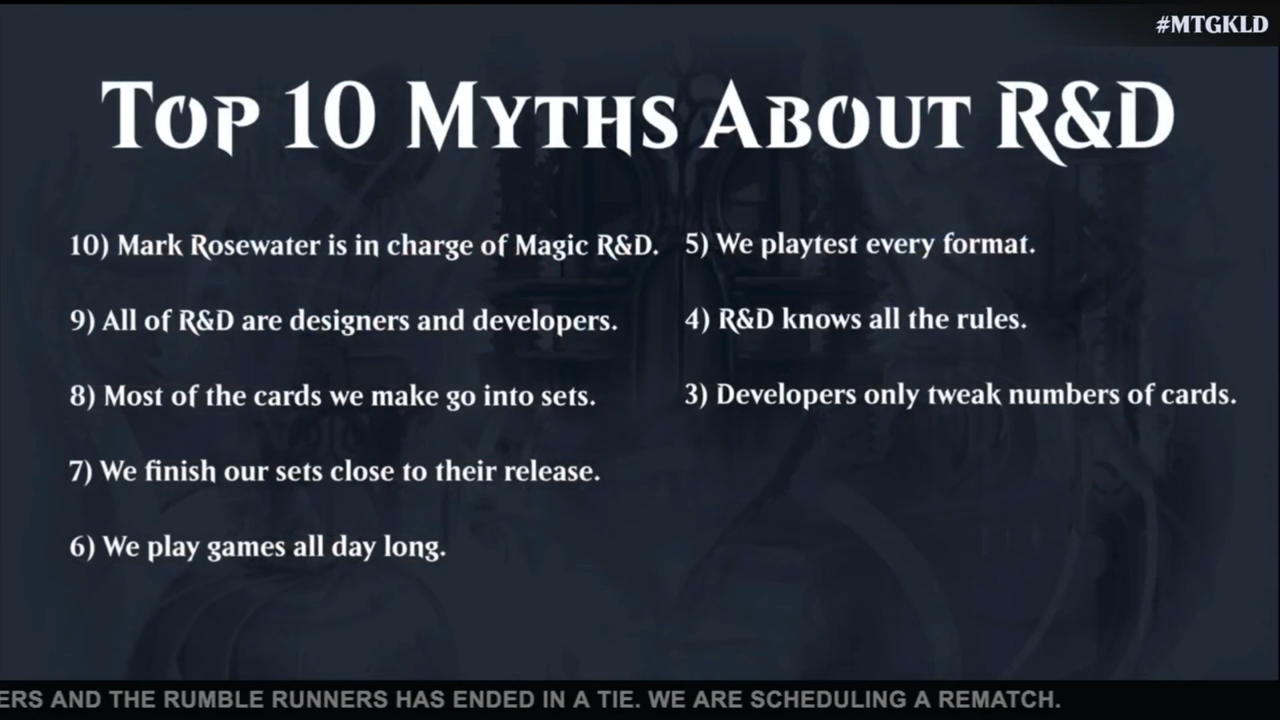 #MTGKLD
Top 10 Myths About R&D
10) Mark Rosewater is in charge of Magic R&D.
9) All of R&D are designers and developers.
8) Most of the cards we make go into sets.
7) We finish our sets close to their release.
6) We play games all day long.
5) We playtest every format.
4) R&D knows all the rules.
3) Developers only tweak numbers of cards.
ERS AND THE RUMBLE RUNNERS HAS ENDED IN A TIE. WE ARE SCHEDULING A REMATCH.